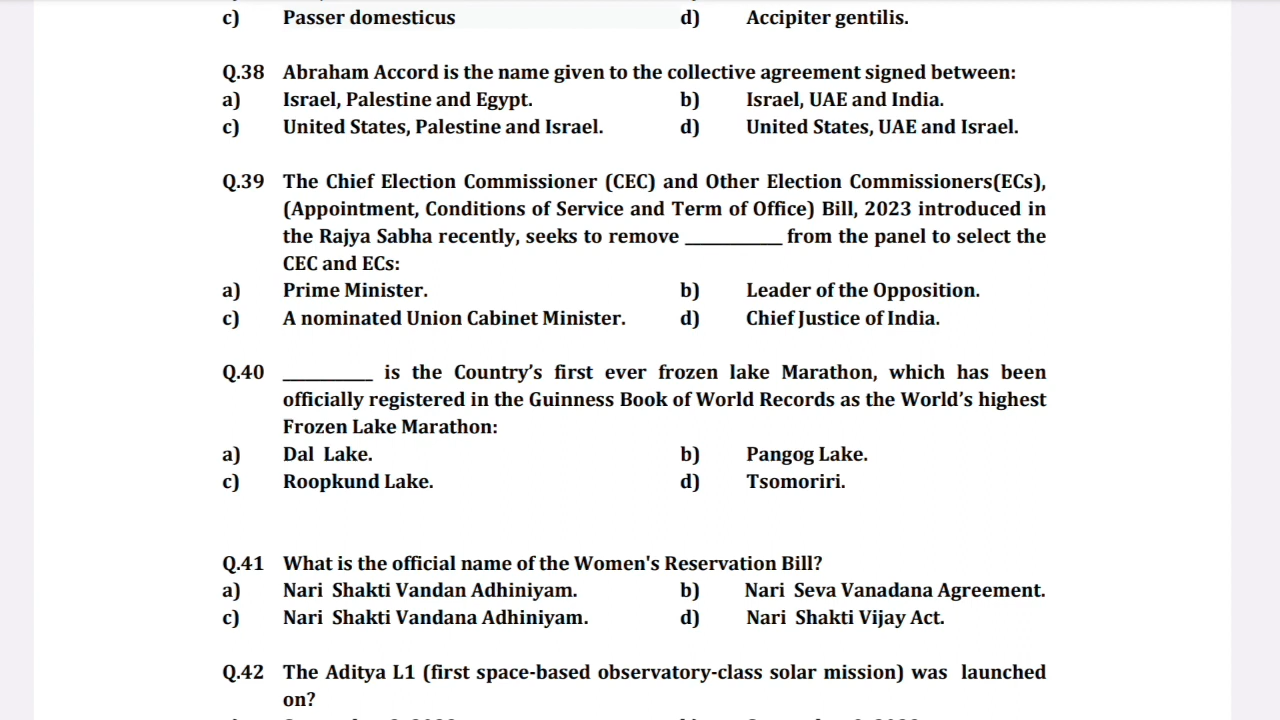 c) Passer domesticus d) Accipiter gentilis.
Q.38 Abraham Accord is the name given to the collective agreement signed between:
a) Israel, Palestine and Egypt. b) Israel, UAE and India.
c) United States, Palestine and Israel. d) United States, UAE and Israel.
Q.39 The Chief Election Commissioner (CEC) and Other Election Commissioners(ECs),
(Appointment, Conditions of Service and Term of Office) Bill, 2023 introduced in
the Rajya Sabha recently, seeks to remove __________ from the panel to select the
CEC and ECs:
a) Prime Minister. b) Leader of the Opposition.
c) A nominated Union Cabinet Minister. d) Chief Justice of India.
Q.40 __________ is the Country’s first ever frozen lake Marathon, which has been
officially registered in the Guinness Book of World Records as the World’s highest
Frozen Lake Marathon:
a) Dal Lake. b) Pangog Lake.
c) Roopkund Lake. d) Tsomoriri.
Q.41 What is the official name of the Women's Reservation Bill?
a) Nari Shakti Vandan Adhiniyam. b) Nari Seva Vanadana Agreement.
c) Nari Shakti Vandana Adhiniyam. d) Nari Shakti Vijay Act.
Q.42 The Aditya L1 (first space-based observatory-class solar mission) was launched
on?